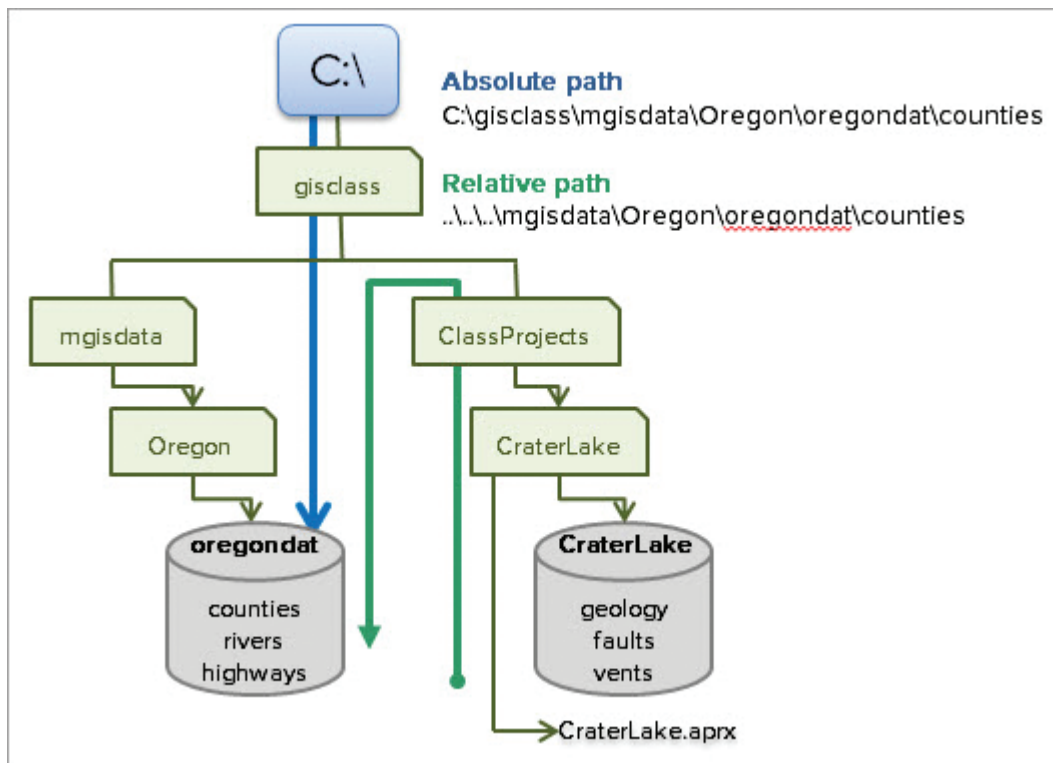 C:\
Absolute path
C:\gisclass\mgisdata\Oregon\oregondat\counties
gisclass
Relative path
..\..\..\mgisdata\Oregon\oregondat\counties
mgisdata
ClassProjects
Oregon
CraterLake
oregondat
counties
rivers
highways
CraterLake
geology
faults
vents
CraterLake.aprx